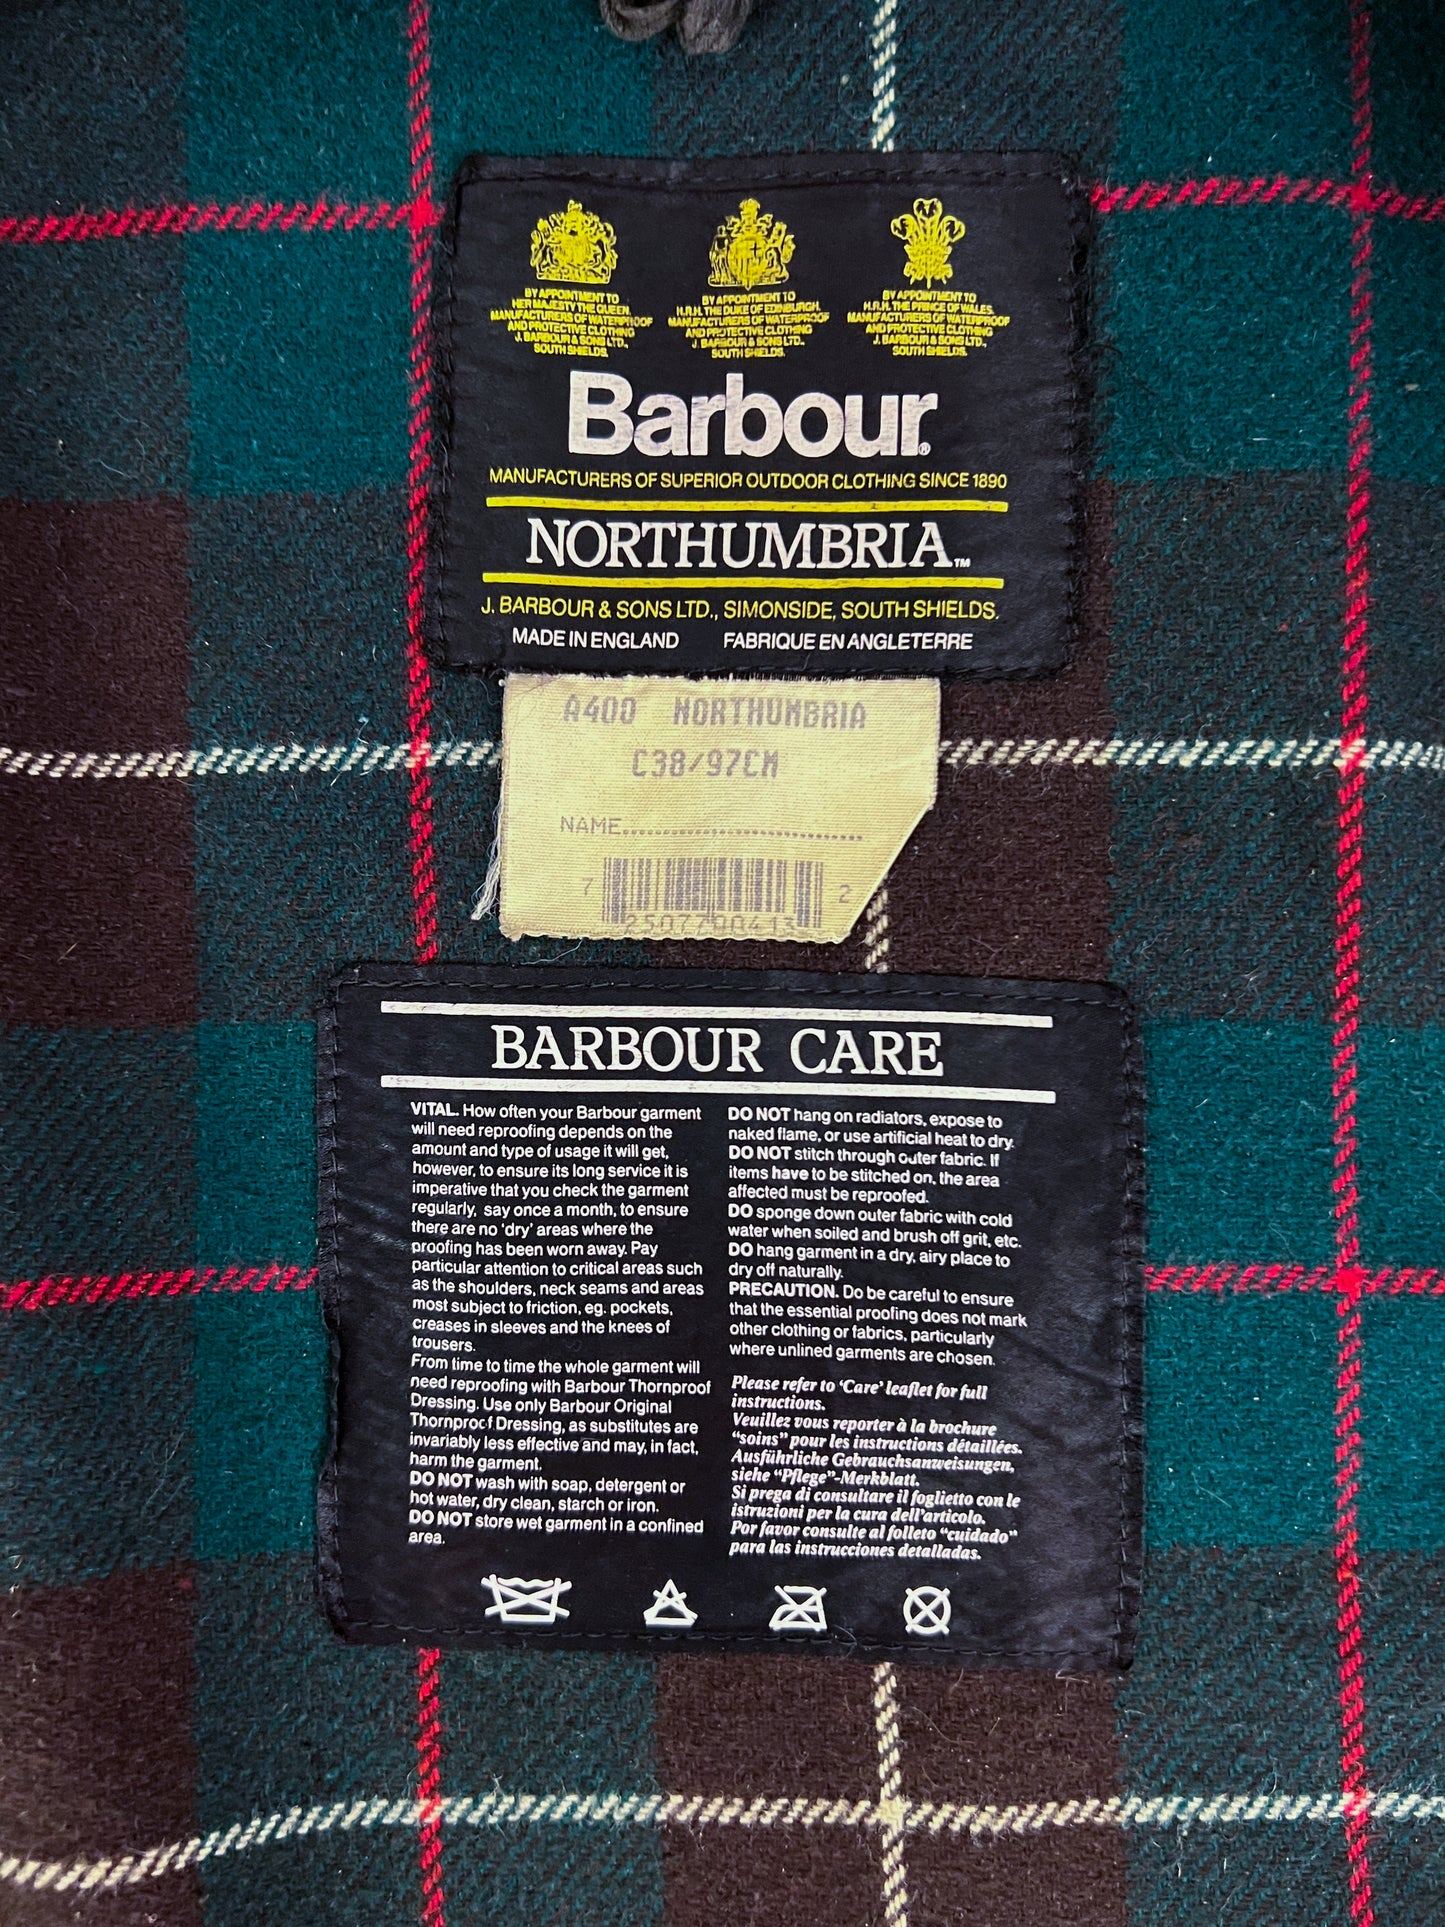 BY APPOINTMENT TO
HER MAJESTY THE QUEEN.
MANUFACTURERS OF WATERPROOF
AND PROTECTIVE CLOTHING
J. BARBOUR & SONS LTD.,
SOUTH SHIELDS.
BY APPOINTMENT TO
H.R.H. THE DUKE OF EDINBURGH.
MANUFACTURERS OF WATERPROOF
AND PROTECTIVE CLOTHING
J. BARBOUR & SONS LTD.,
SOUTH SHIELDS.
BY APPOINTMENT TO
H.R.H. THE PRINCE OF WALES.
MANUFACTURERS OF WATERPROOF
AND PROTECTIVE CLOTHING
J. BARBOUR & SONS LTD.,
SOUTH SHIELDS.
Barbour®
MANUFACTURERS OF SUPERIOR OUTDOOR CLOTHING SINCE 1890
NORTHUMBRIA™
J. BARBOUR & SONS LTD., SIMONSIDE, SOUTH SHIELDS.
MADE IN ENGLAND FABRIQUE EN ANGLETERRE
A400 NORTHUMBRIA
C38/97CM
NAME..............................
7 2507790413 2
BARBOUR CARE
VITAL. How often your Barbour garment
will need reproofing depends on the
amount and type of usage it will get,
however, to ensure its long service it is
imperative that you check the garment
regularly, say once a month, to ensure
there are no 'dry' areas where the
proofing has been worn away. Pay
particular attention to critical areas such
as the shoulders, neck seams and areas
most subject to friction, eg. pockets,
creases in sleeves and the knees of
trousers.
From time to time the whole garment will
need reproofing with Barbour Thornproof
Dressing. Use only Barbour Original
Thornproof Dressing, as substitutes are
invariably less effective and may, in fact,
harm the garment.
DO NOT wash with soap, detergent or
hot water, dry clean, starch or iron.
DO NOT store wet garment in a confined
area.
DO NOT hang on radiators, expose to
naked flame, or use artificial heat to dry.
DO NOT stitch through outer fabric. If
items have to be stitched on, the area
affected must be reproofed.
DO sponge down outer fabric with cold
water when soiled and brush off grit, etc.
DO hang garment in a dry, airy place to
dry off naturally.
PRECAUTION. Do be careful to ensure
that the essential proofing does not mark
other clothing or fabrics, particularly
where unlined garments are chosen.
Please refer to 'Care' leaflet for full
instructions.
Veuillez vous reporter à la brochure
"soins" pour les instructions détaillées.
Ausführliche Gebrauchsanweisungen,
siehe "Pflege"-Merkblatt.
Si prega di consultare il foglietto con le
istruzioni per la cura dell'articolo.
Por favor consulte al folleto "cuidado"
para las instrucciones detalladas.